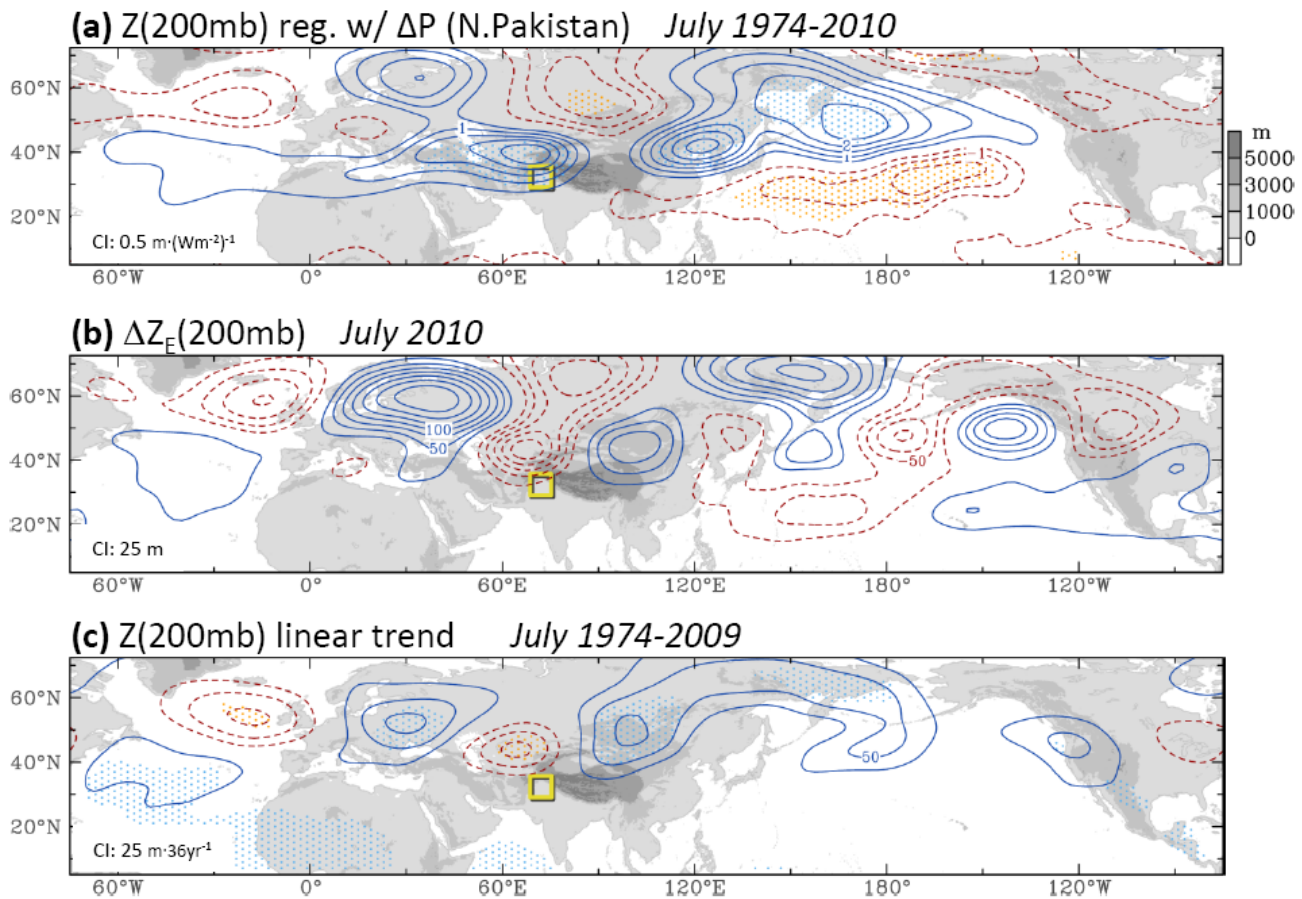 (a) Z(200mb) reg. w/ ΔP (N.Pakistan) July 1974-2010
60°N
40°N
20°N
1
2
1
1
CI: 0.5 m·(Wm⁻²)⁻¹
60°W 0° 60°E 120°E 180° 120°W
m
5000
3000
1000
0
(b) ΔZ_E(200mb) July 2010
60°N
40°N
20°N
100
50
-50
CI: 25 m
60°W 0° 60°E 120°E 180° 120°W
(c) Z(200mb) linear trend July 1974-2009
60°N
40°N
20°N
50
CI: 25 m·36yr⁻¹
60°W 0° 60°E 120°E 180° 120°W